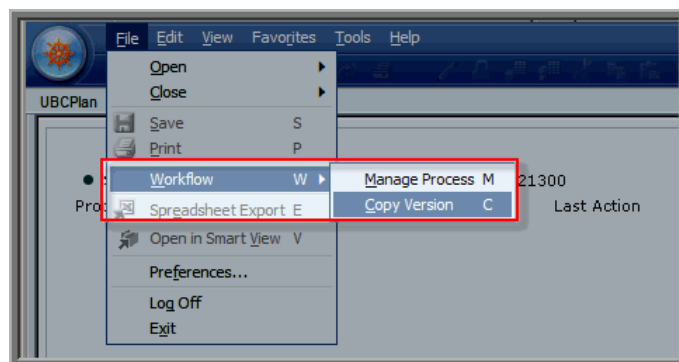 File Edit View Favorites Tools Help
Open
Close
UBCPlan
Save S
Print P
Workflow W
Manage Process M
21300
Spreadsheet Export E
Copy Version C
Last Action
Open in Smart View V
Preferences...
Log Off
Exit